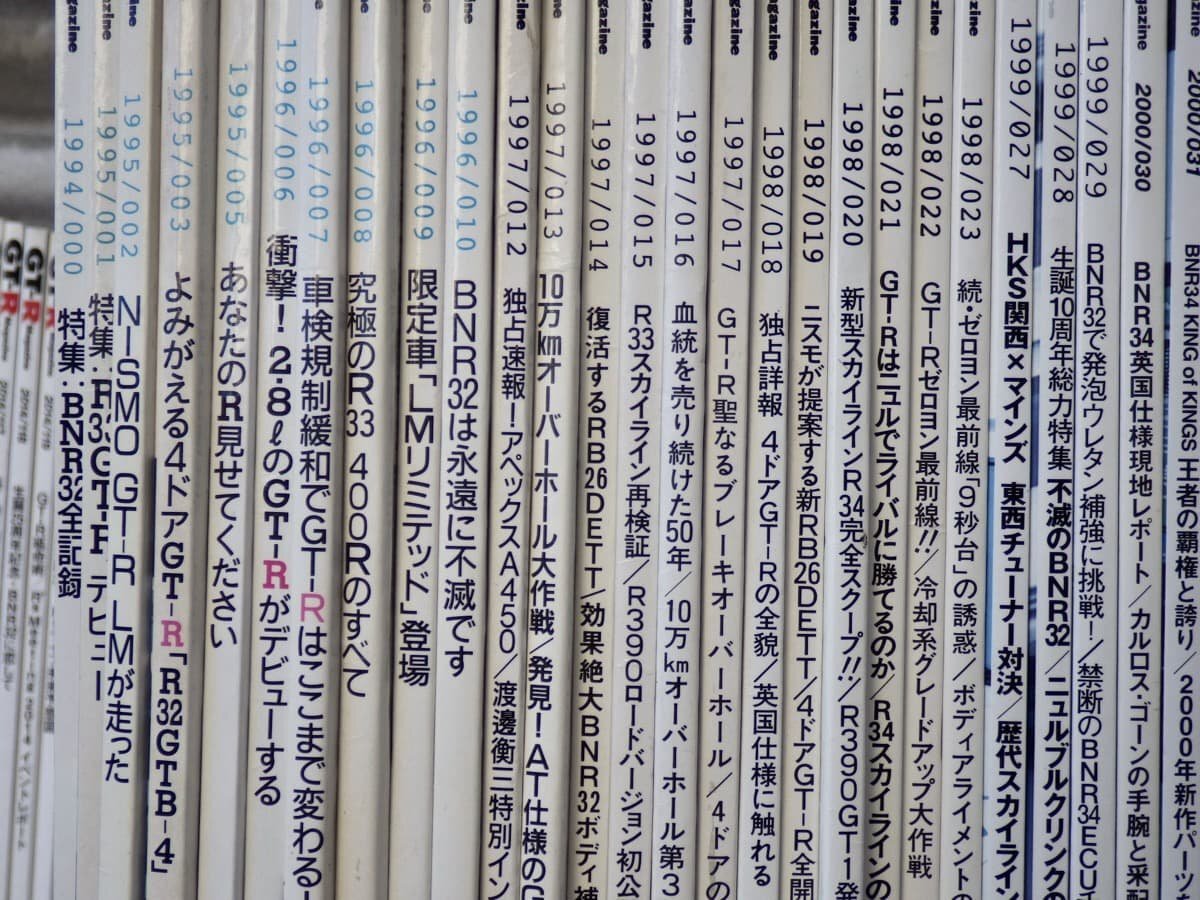 GT-R
Magazine
GT-R
Magazine
azine
1994/000 特集:BNR32全記録
azine
1995/001 特集:R33GT-R デビュー
azine
1995/002 NISMO GT-R LMが走った
1995/003 よみがえる4ドアGT-R「R32GTB-4」
1995/005 あなたのR見せてください
1996/006 衝撃!2.8ℓのGT-Rがデビューする
1996/007 車検規制緩和でGT-Rはここまで変わる!
1996/008 究極のR33 400Rのすべて
1996/009 限定車「LMリミテッド」登場
azine
1996/010 BNR32は永遠に不滅です
azine
1997/012 独占速報!アペックスA450/渡邊衡三特別イン
azine
1997/013 10万kmオーバーホール大作戦/発見!AT仕様のG
agazine
1997/014 復活するRB26DETT/効果絶大BNR32ボディ補
azine
1997/015 R33スカイライン再検証/R390ロードバージョン初公
azine
1997/016 血統を売り続けた50年/10万kmオーバーホール第3
agazine
1997/017 GT-R聖なるブレーキオーバーホール/4ドアの
agazine
1998/018 独占詳報 4ドアGT-Rの全貌/英国仕様に触れる
agazine
1998/019 ニスモが提案する新RB26DETT/4ドアGT-R全開
azine
1998/020 新型スカイラインR34完全スクープ!!/R390GT1発
azine
1998/021 GT-Rはニュルでライバルに勝てるのか/R34スカイラインの
azine
1998/022 GT-Rゼロヨン最前線!!/冷却系グレードアップ大作戦
azine
1998/023 続・ゼロヨン最前線「9秒台」の誘惑/ボディアライメントの
1999/027 HKS関西×マインズ 東西チューナー対決/歴代スカイライン
1999/028 生誕10周年総力特集 不滅のBNR32/ニュルブルクリンクの
1999/029 BNR32で発泡ウレタン補強に挑戦!/禁断のBNR34ECUチ
agazine
2000/030 BNR34英国仕様現地レポート/カルロス・ゴーンの手腕と采配
2000/031 BNR34 KING of KINGS 王者の覇権と誇り/2000年新作パーツ